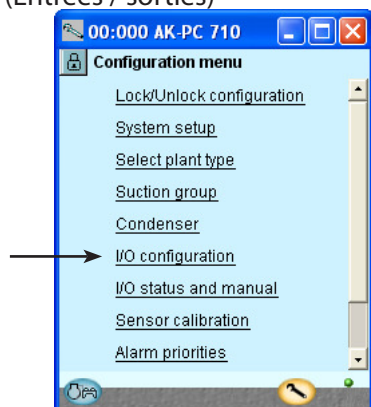 (Entrées / sorties)
00:000 AK-PC 710
Configuration menu
Lock/Unlock configuration
System setup
Select plant type
Suction group
Condenser
I/O configuration
I/O status and manual
Sensor calibration
Alarm priorities